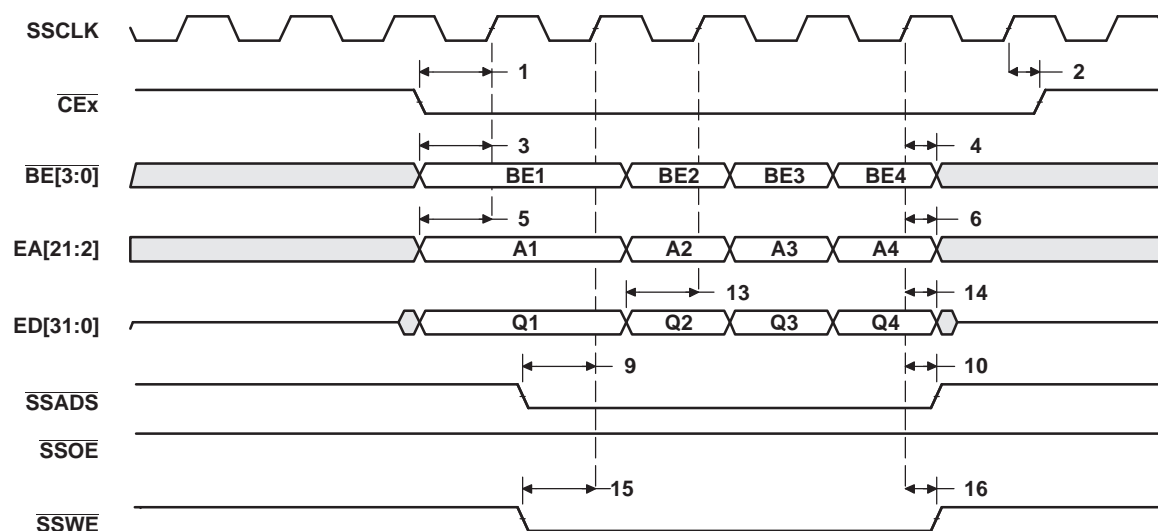 SSCLK
1
2
CEx
3
4
BE[3:0]
BE1
BE2
BE3
BE4
5
6
EA[21:2]
A1
A2
A3
A4
13
14
ED[31:0]
Q1
Q2
Q3
Q4
9
10
SSADS
SSOE
15
16
SSWE